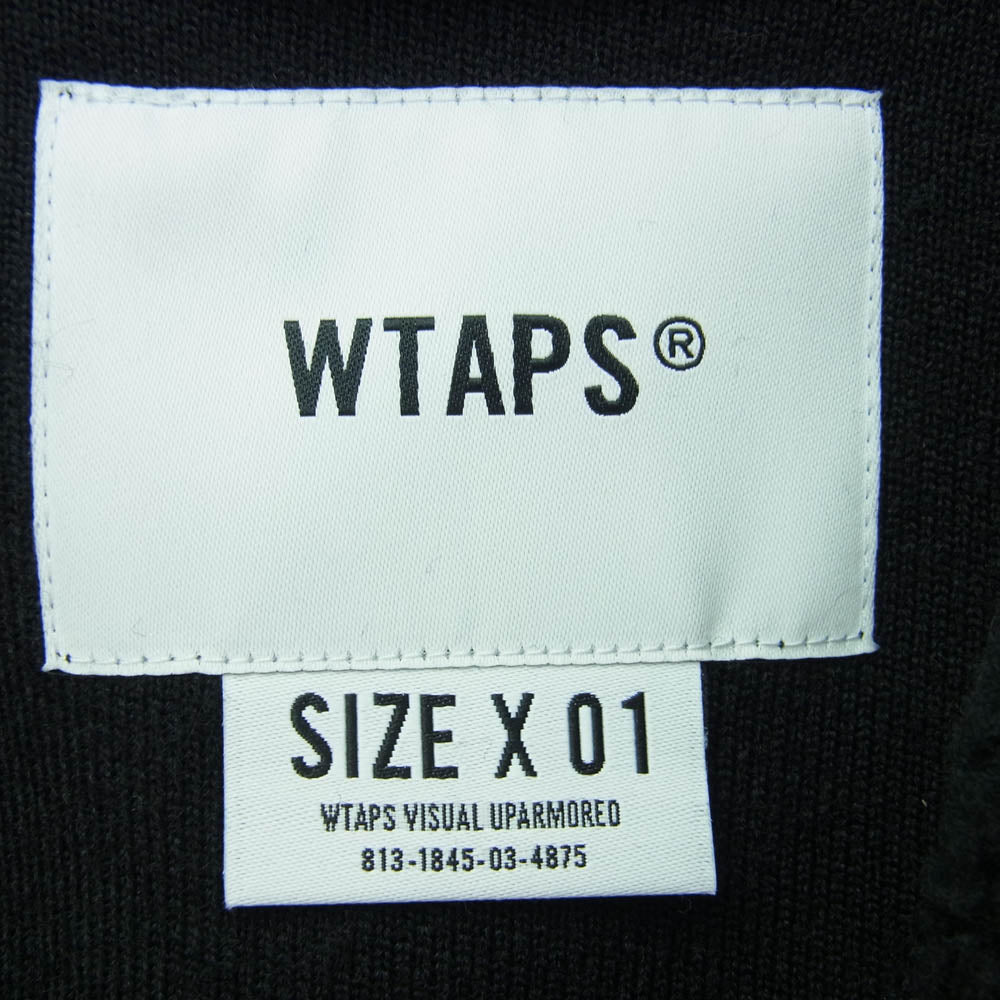 WTAPS®
SIZE X 01
WTAPS VISUAL UPARMORED
813-1845-03-4875